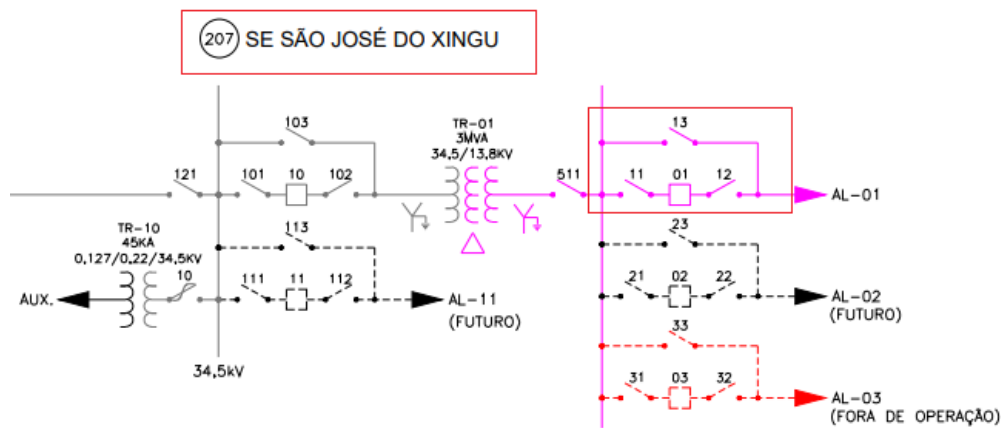 207 SE SÃO JOSÉ DO XINGU
103
TR-01
3MVA
34.5/13.8KV
13
121
101
10
102
511
11
01
12
AL-01
TR-10
45KA
0.127/0.22/34.5KV
10
113
23
AUX.
111
11
112
AL-11
(FUTURO)
21
02
22
AL-02
(FUTURO)
33
34,5kV
31
03
32
AL-03
(FORA DE OPERAÇÃO)